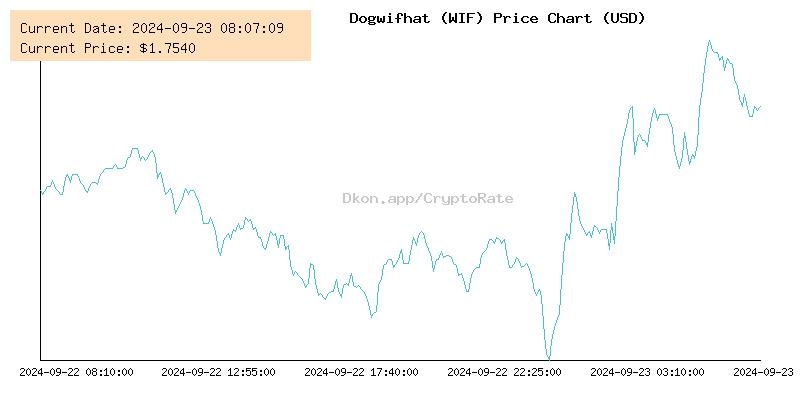 Dogwifhat (WIF) Price Chart (USD)
Current Date: 2024-09-23 08:07:09
Current Price: $1.7540
Dkon.app/CryptoRate
2024-09-22 08:10:00 2024-09-22 12:55:00 2024-09-22 17:40:00 2024-09-22 22:25:00 2024-09-23 03:10:00 2024-09-23